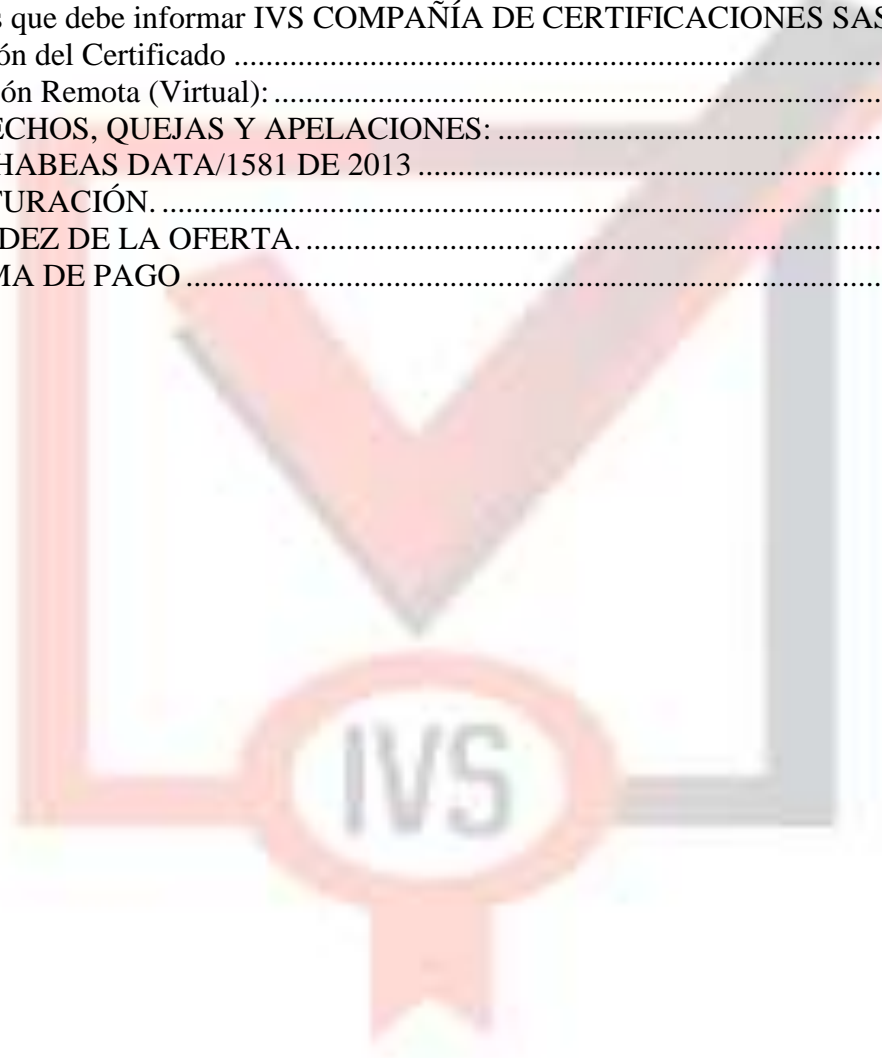 s que debe informar IVS COMPAÑÍA DE CERTIFICACIONES SAS
ón del Certificado ........................................................................................
ón Remota (Virtual): ...................................................................................
ECHOS, QUEJAS Y APELACIONES: ....................................................
HABEAS DATA/1581 DE 2013 ..............................................................
TURACIÓN. ................................................................................................
DEZ DE LA OFERTA. ..............................................................................
MA DE PAGO ..............................................................................................
IVS